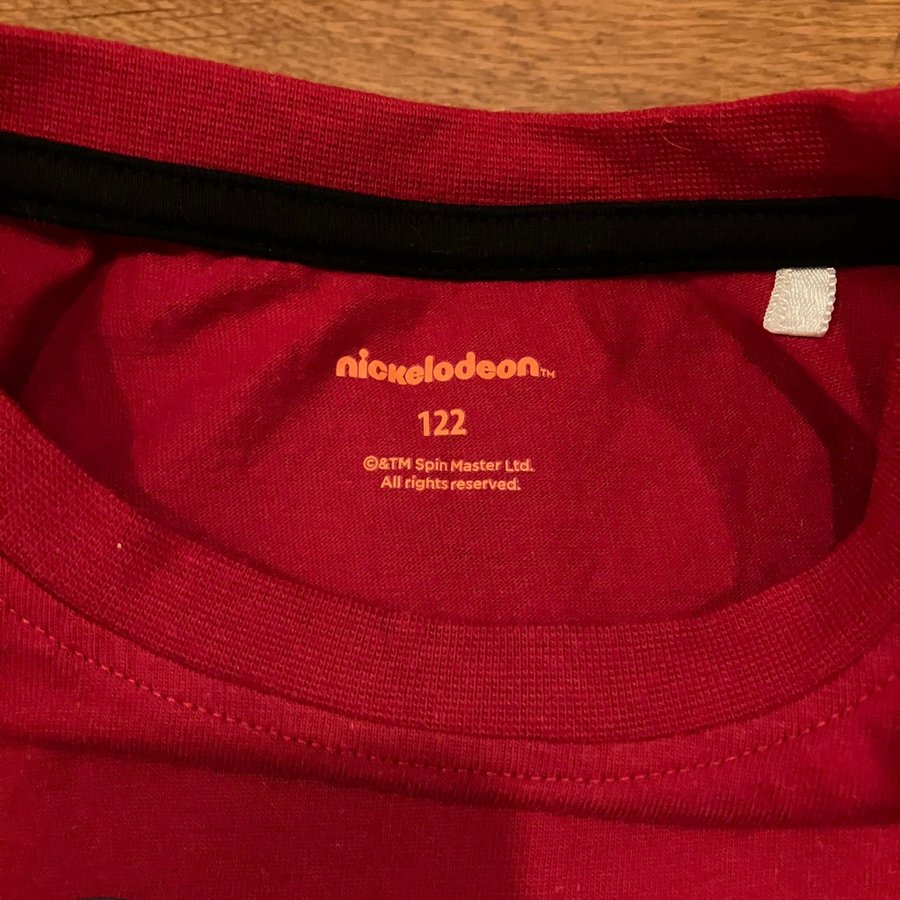 nickelodeon™
122
©&TM Spin Master Ltd.
All rights reserved.